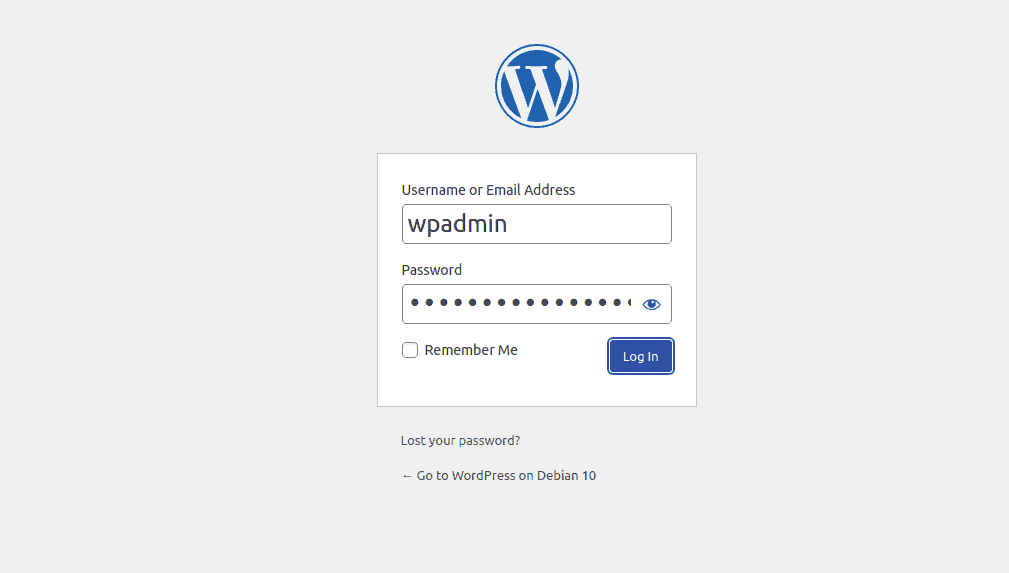 Username or Email Address
wpadmin
Password
Remember Me
Log In
Lost your password?
← Go to WordPress on Debian 10